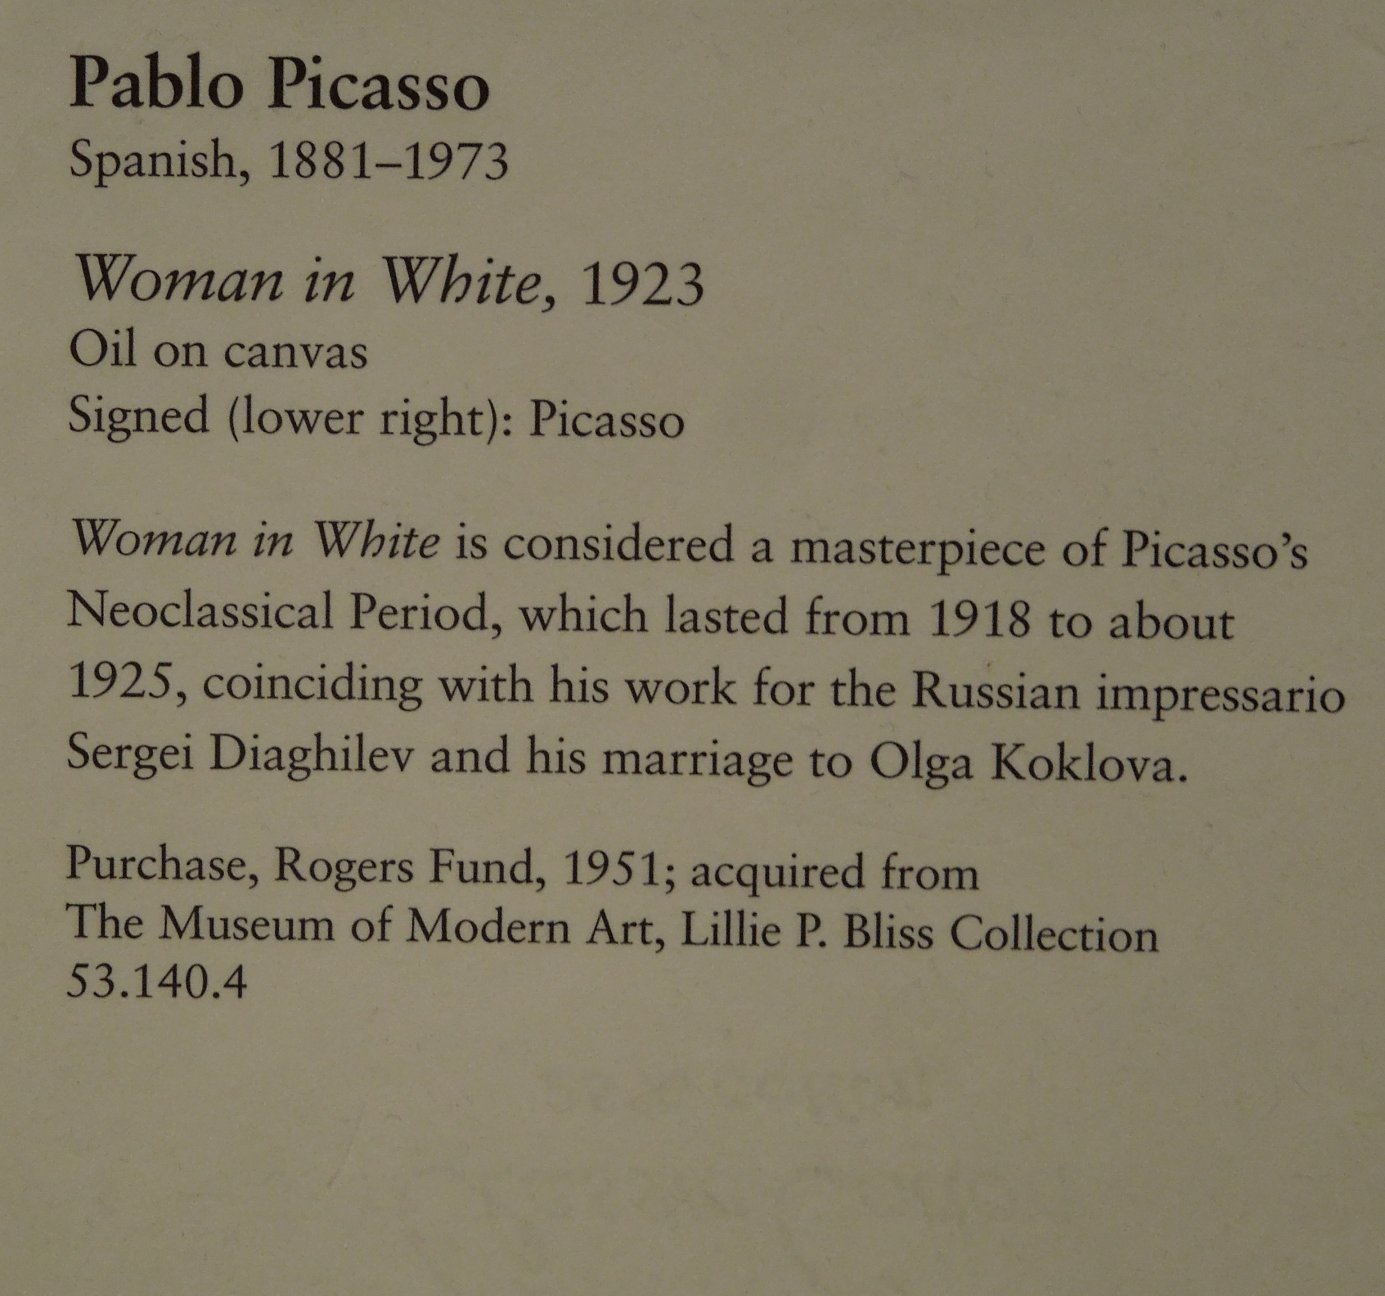 Pablo Picasso
Spanish, 1881–1973
Woman in White, 1923
Oil on canvas
Signed (lower right): Picasso
Woman in White is considered a masterpiece of Picasso's
Neoclassical Period, which lasted from 1918 to about
1925, coinciding with his work for the Russian impressario
Sergei Diaghilev and his marriage to Olga Koklova.
Purchase, Rogers Fund, 1951; acquired from
The Museum of Modern Art, Lillie P. Bliss Collection
53.140.4